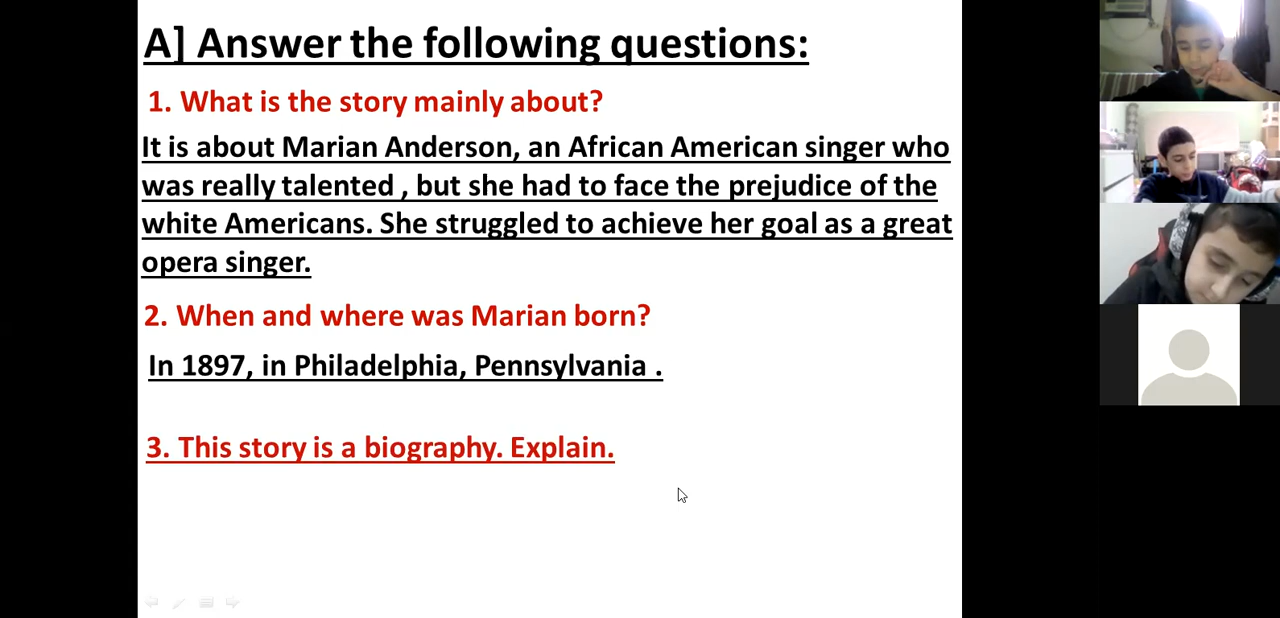 A] Answer the following questions:
1. What is the story mainly about?
It is about Marian Anderson, an African American singer who
was really talented , but she had to face the prejudice of the
white Americans. She struggled to achieve her goal as a great
opera singer.
2. When and where was Marian born?
In 1897, in Philadelphia, Pennsylvania .
3. This story is a biography. Explain.